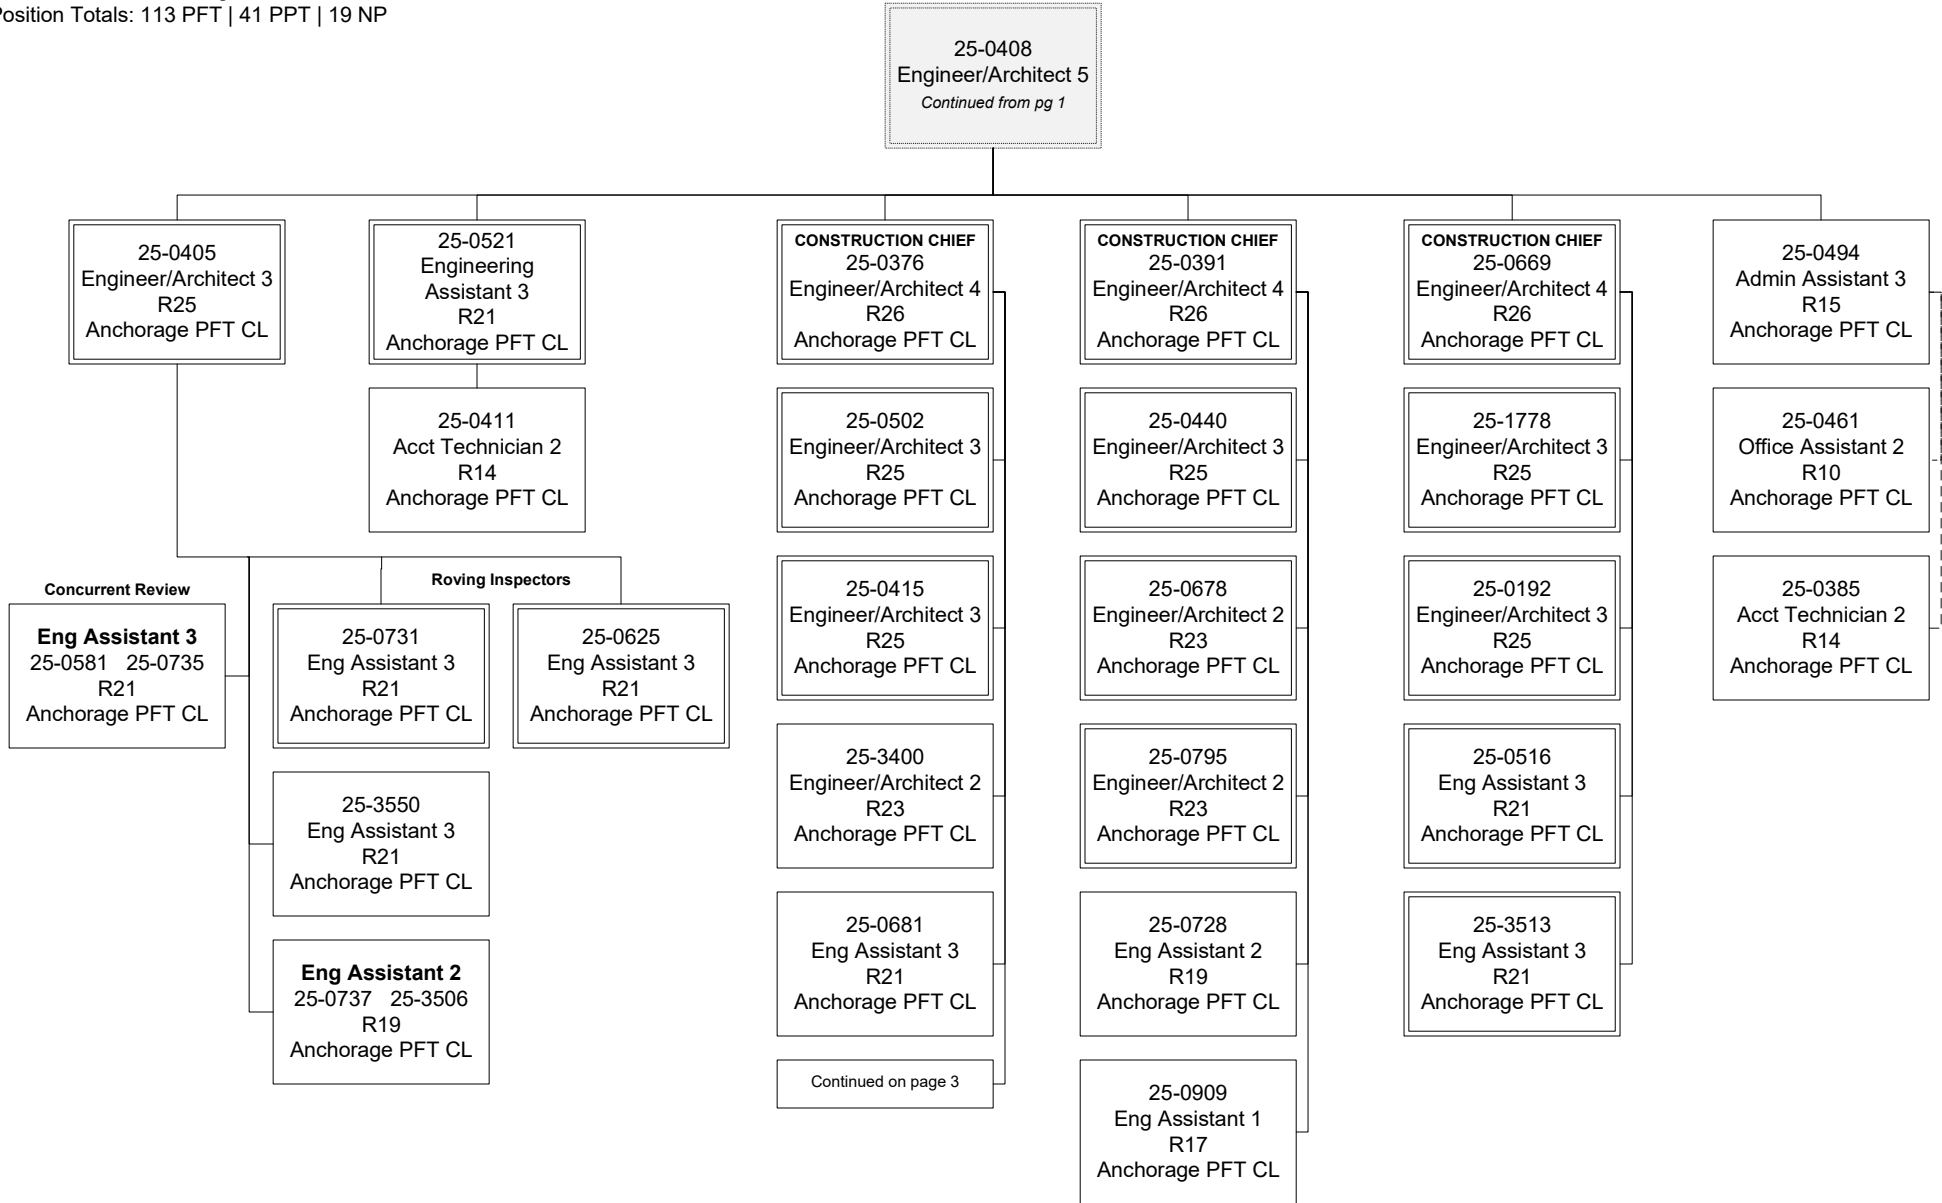 Position Totals: 113 PFT | 41 PPT | 19 NP
25-0408
Engineer/Architect 5
Continued from pg 1
25-0405
Engineer/Architect 3
R25
Anchorage PFT CL
25-0521
Engineering
Assistant 3
R21
Anchorage PFT CL
CONSTRUCTION CHIEF
25-0376
Engineer/Architect 4
R26
Anchorage PFT CL
CONSTRUCTION CHIEF
25-0391
Engineer/Architect 4
R26
Anchorage PFT CL
CONSTRUCTION CHIEF
25-0669
Engineer/Architect 4
R26
Anchorage PFT CL
25-0494
Admin Assistant 3
R15
Anchorage PFT CL
25-0411
Acct Technician 2
R14
Anchorage PFT CL
25-0502
Engineer/Architect 3
R25
Anchorage PFT CL
25-0440
Engineer/Architect 3
R25
Anchorage PFT CL
25-1778
Engineer/Architect 3
R25
Anchorage PFT CL
25-0461
Office Assistant 2
R10
Anchorage PFT CL
Concurrent Review
Eng Assistant 3
25-0581 25-0735
R21
Anchorage PFT CL
Roving Inspectors
25-0731
Eng Assistant 3
R21
Anchorage PFT CL
25-0625
Eng Assistant 3
R21
Anchorage PFT CL
25-0415
Engineer/Architect 3
R25
Anchorage PFT CL
25-0678
Engineer/Architect 2
R23
Anchorage PFT CL
25-0192
Engineer/Architect 3
R25
Anchorage PFT CL
25-0385
Acct Technician 2
R14
Anchorage PFT CL
25-3550
Eng Assistant 3
R21
Anchorage PFT CL
25-3400
Engineer/Architect 2
R23
Anchorage PFT CL
25-0795
Engineer/Architect 2
R23
Anchorage PFT CL
25-0516
Eng Assistant 3
R21
Anchorage PFT CL
Eng Assistant 2
25-0737 25-3506
R19
Anchorage PFT CL
25-0681
Eng Assistant 3
R21
Anchorage PFT CL
25-0728
Eng Assistant 2
R19
Anchorage PFT CL
25-3513
Eng Assistant 3
R21
Anchorage PFT CL
Continued on page 3
25-0909
Eng Assistant 1
R17
Anchorage PFT CL